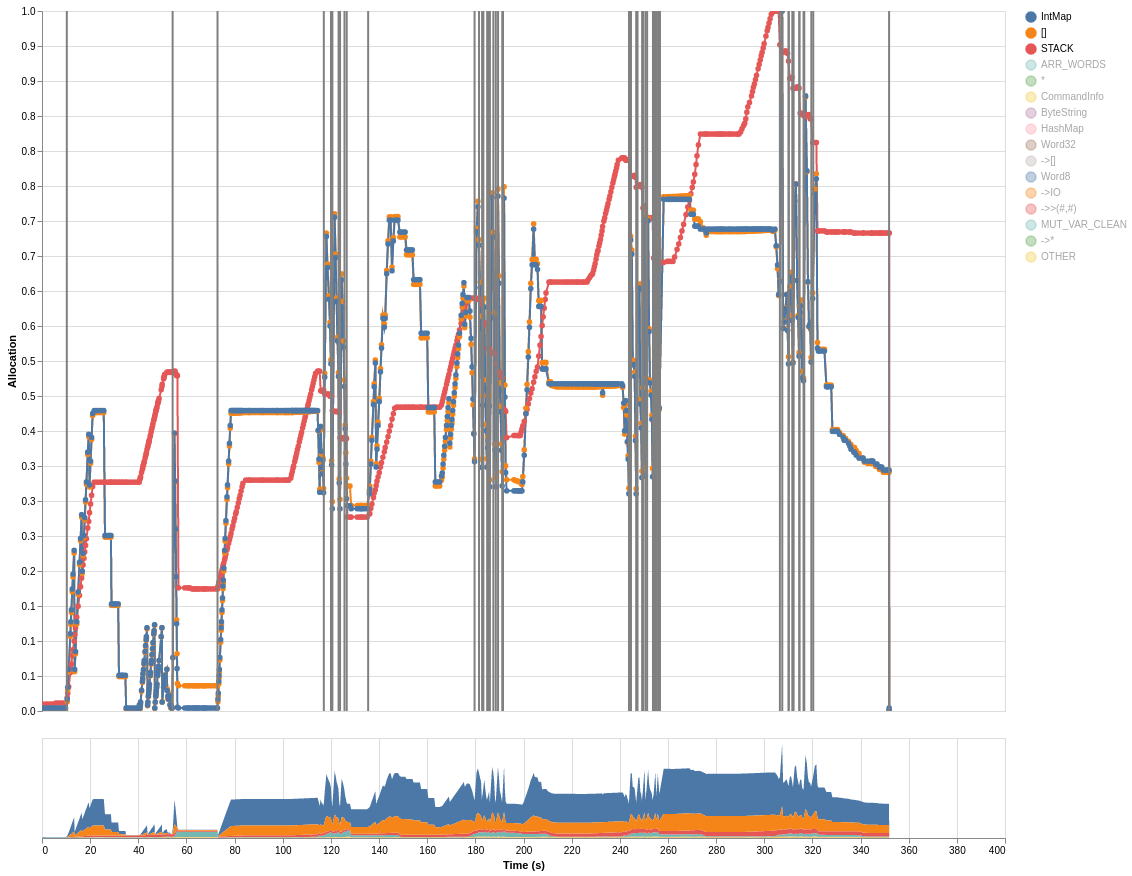 1.0
0.9
0.9
0.8
0.8
0.8
0.7
0.7
0.6
0.6
0.5
0.5
0.4
0.3
0.3
0.3
0.2
0.1
0.1
0.1
0.0
Allocation
IntMap
[]
STACK
ARR_WORDS
*
CommandInfo
ByteString
HashMap
Word32
->[]
Word8
->IO
->>(#,#)
MUT_VAR_CLEAN
->*
OTHER
0 20 40 60 80 100 120 140 160 180 200 220 240 260 280 300 320 340 360 380 400
Time (s)